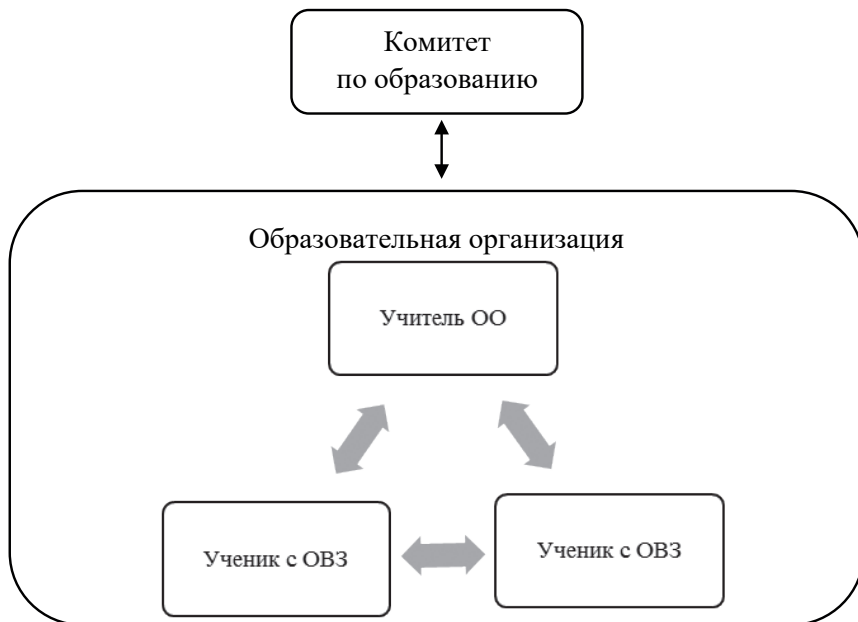 Комитет
по образованию
Образовательная организация
Учитель ОО
Ученик с ОВЗ
Ученик с ОВЗ